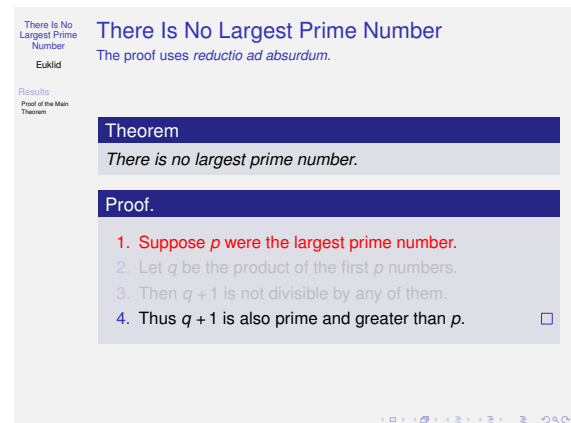 There Is No
Largest Prime
Number
Euklid
Results
Proof of the Main
Theorem
There Is No Largest Prime Number
The proof uses reductio ad absurdum.
Theorem
There is no largest prime number.
Proof.
1. Suppose p were the largest prime number.
2. Let q be the product of the first p numbers.
3. Then q + 1 is not divisible by any of them.
4. Thus q + 1 is also prime and greater than p.